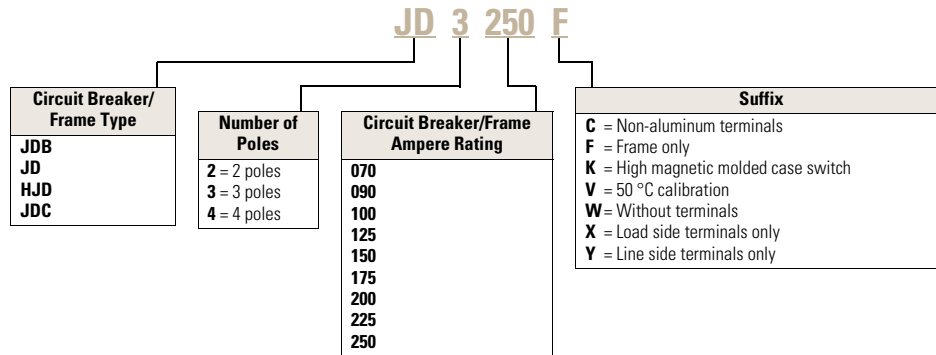 JD 3 250 F
Circuit Breaker/
Frame Type
JDB
JD
HJD
JDC
Number of
Poles
2 = 2 poles
3 = 3 poles
4 = 4 poles
Circuit Breaker/Frame
Ampere Rating
070
090
100
125
150
175
200
225
250
Suffix
C = Non-aluminum terminals
F = Frame only
K = High magnetic molded case switch
V = 50 °C calibration
W = Without terminals
X = Load side terminals only
Y = Line side terminals only